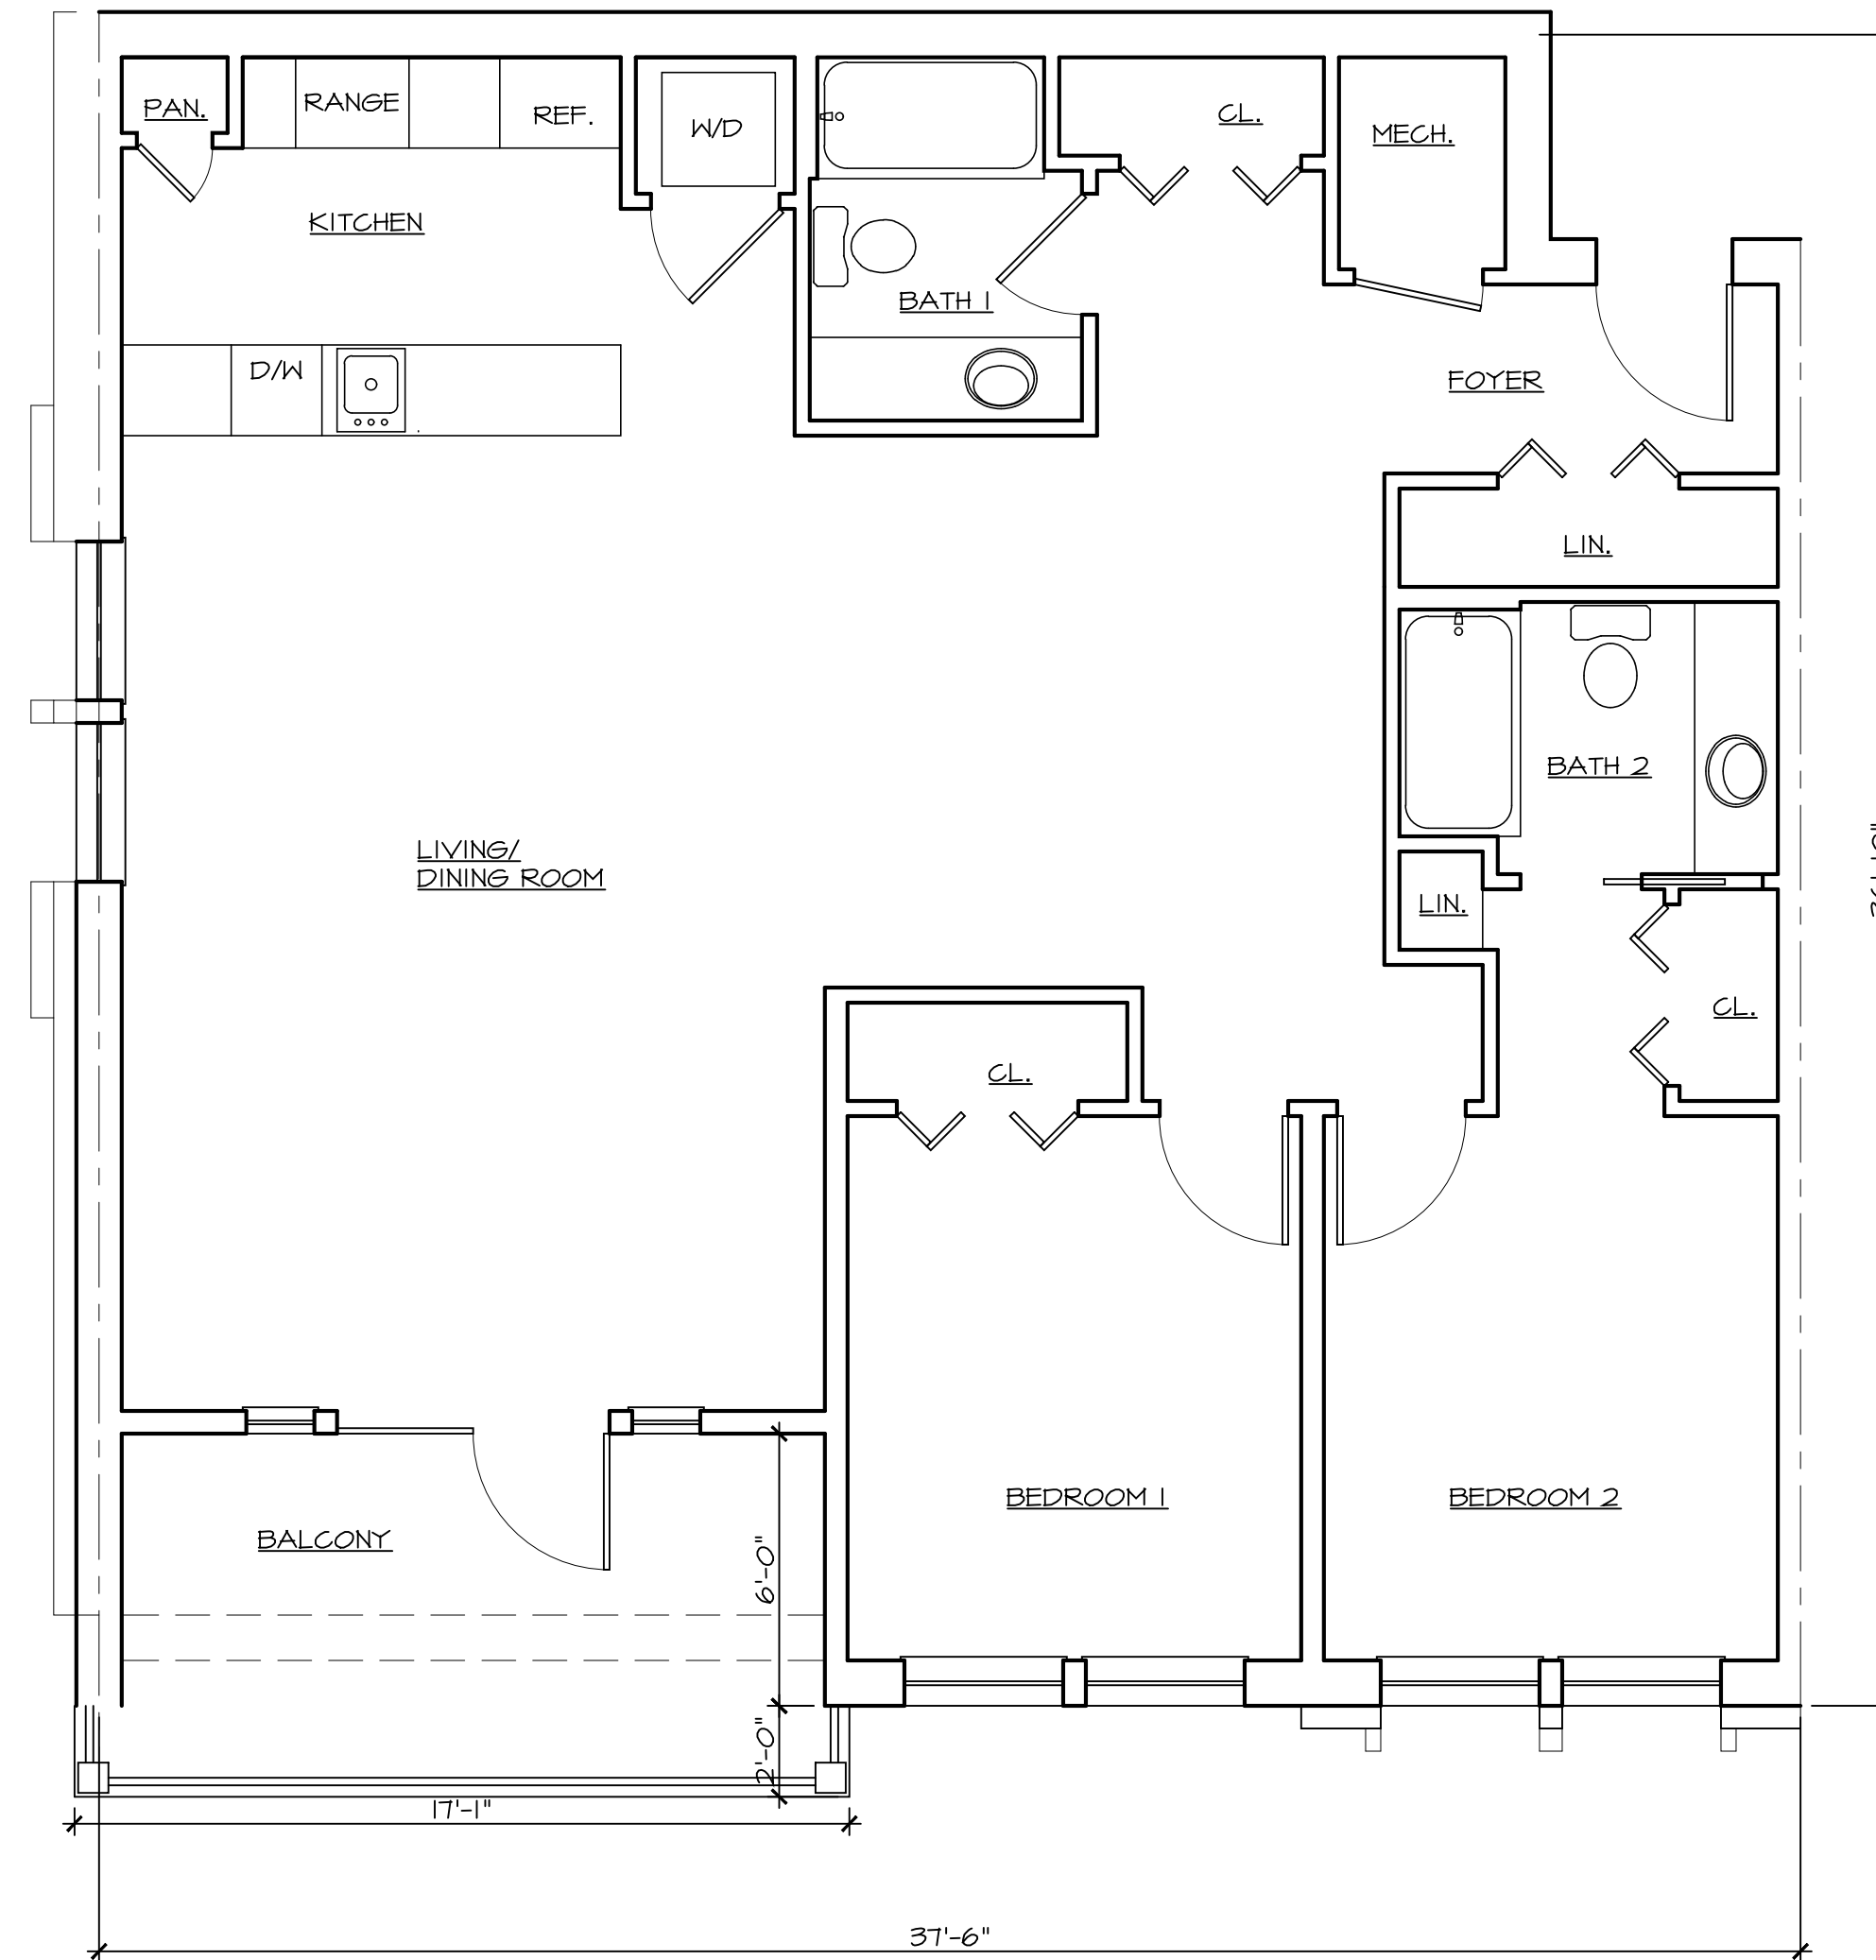 PAN.
RANGE
REF.
W/D
CL.
MECH.
KITCHEN
BATH 1
D/W
FOYER
LIN.
BATH 2
LIVING/
DINING ROOM
LIN.
CL.
CL.
BEDROOM 1
BEDROOM 2
BALCONY
6'-0"
2'-0"
17'-1"
37'-6"